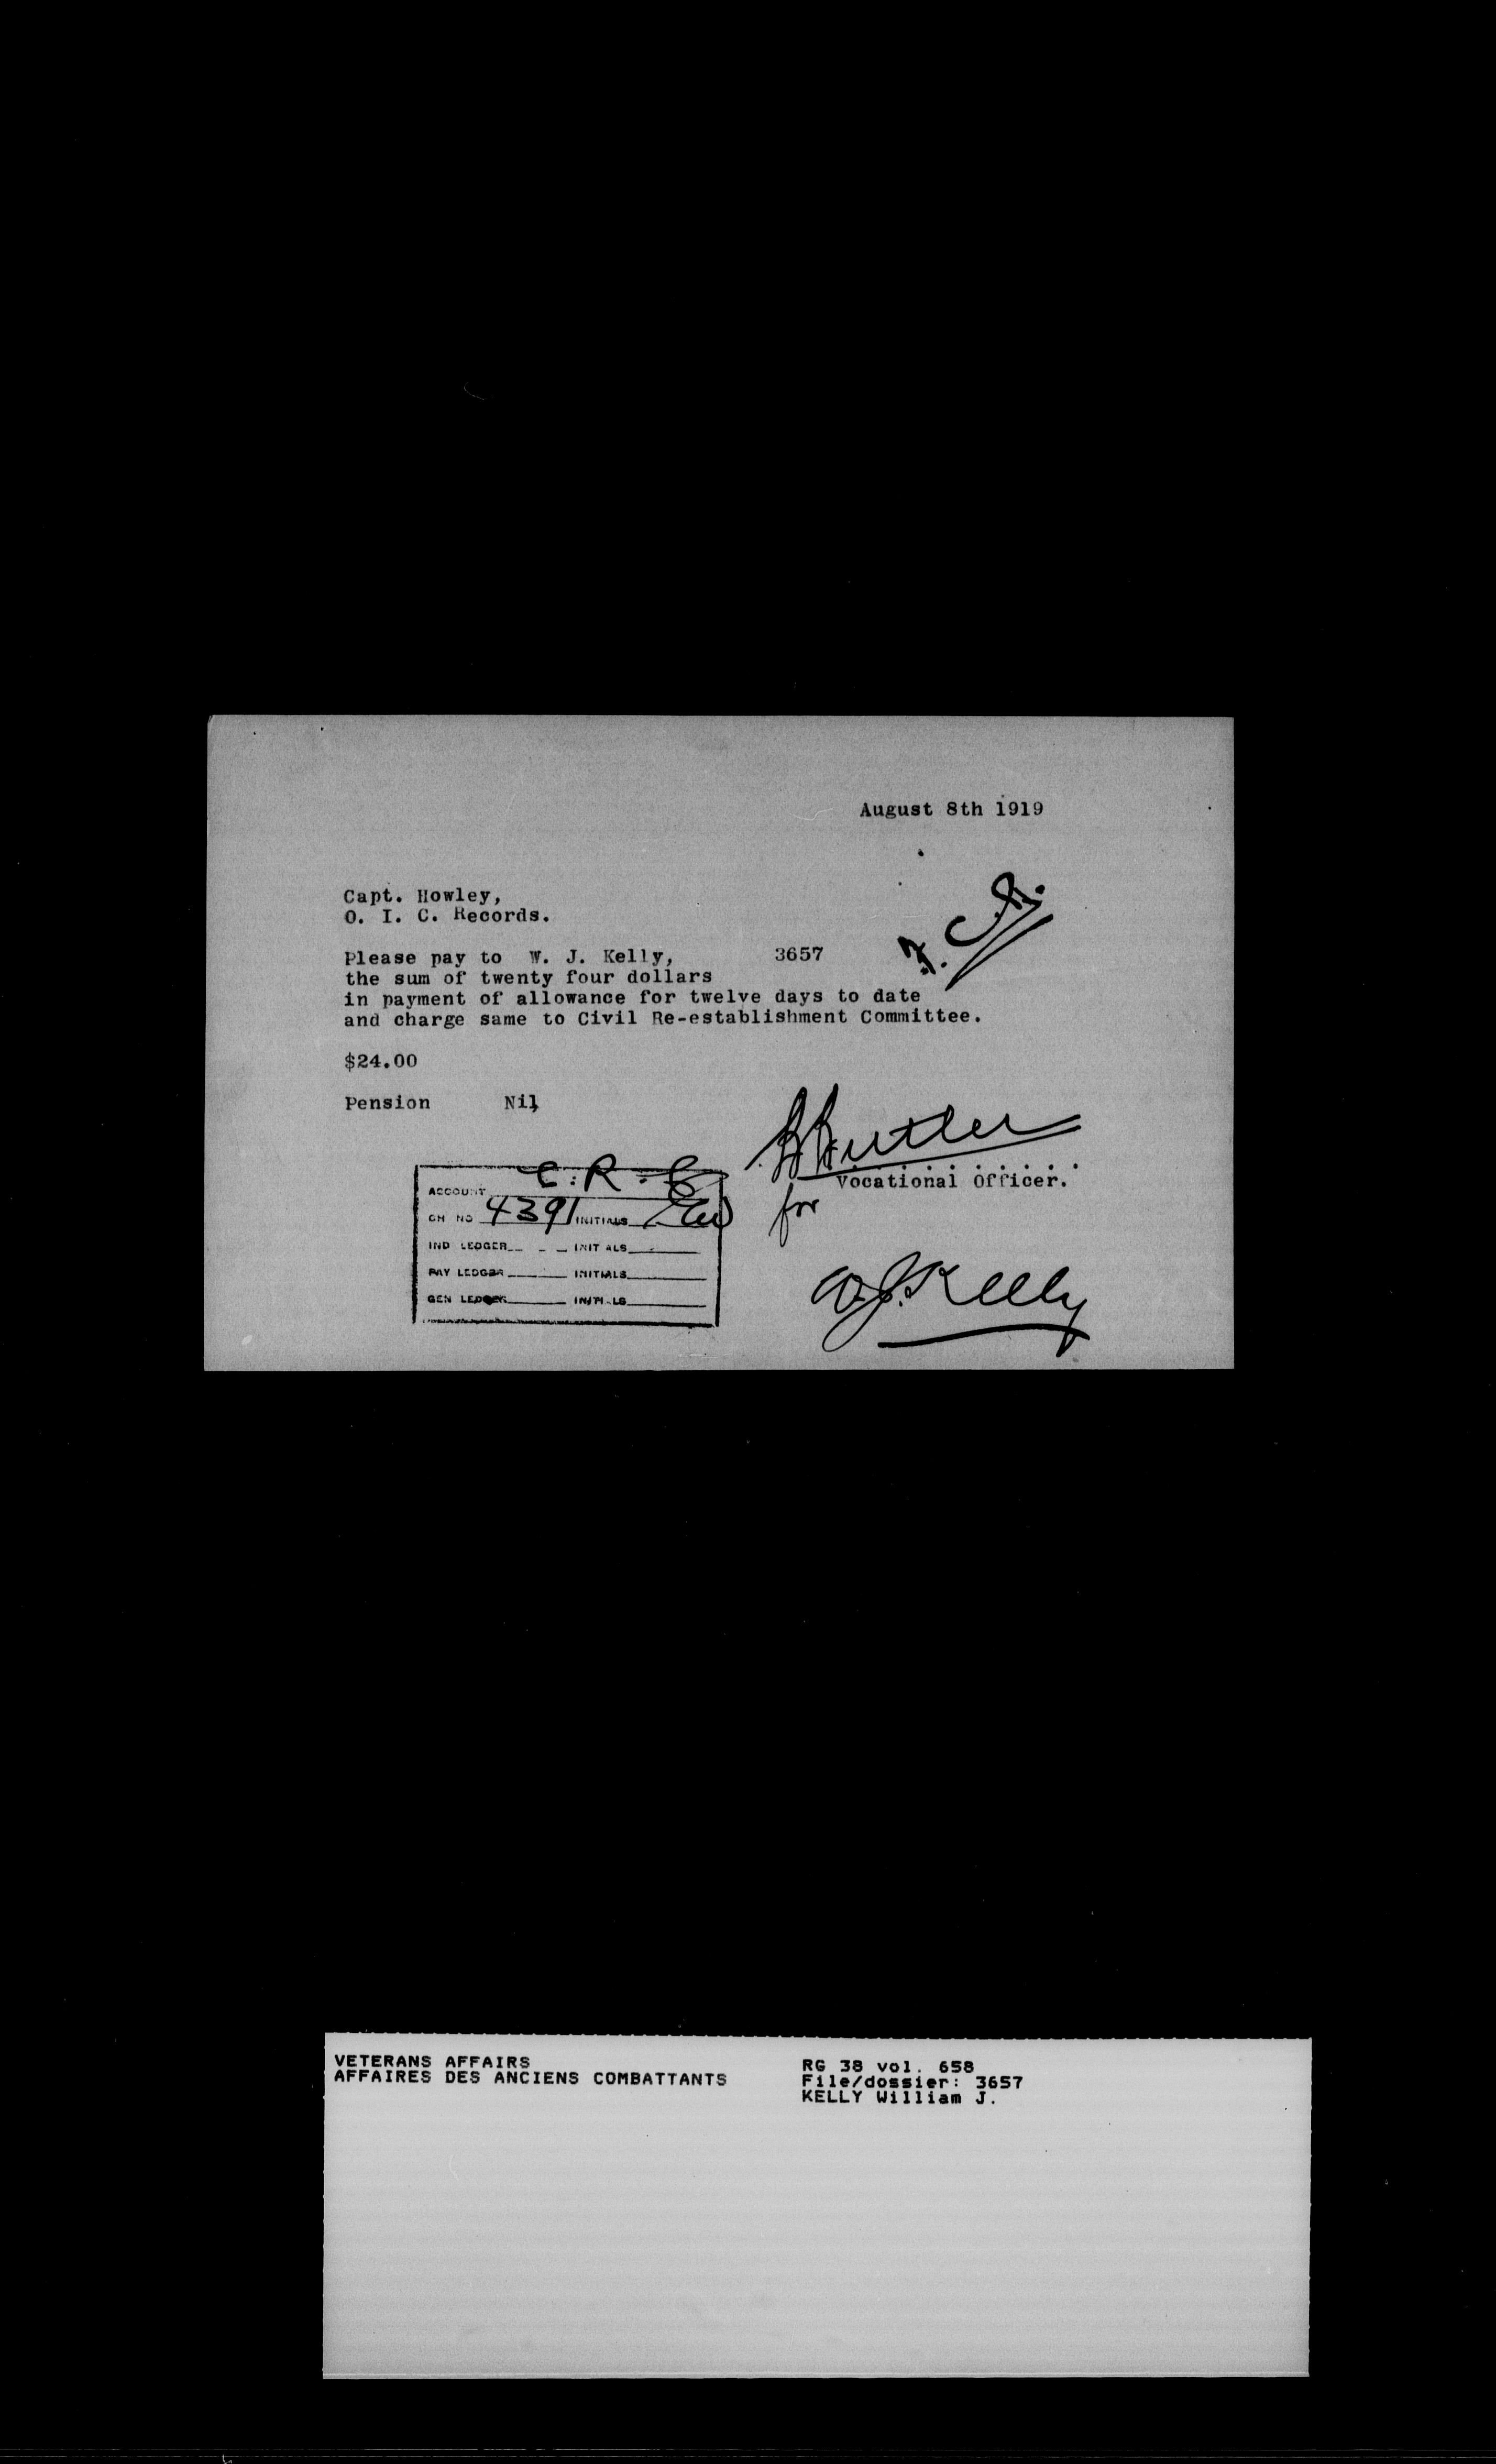 August 8th 1919
Capt. Howley,
O. I. C. Records.
Please pay to W. J. Kelly, 3657
the sum of twenty four dollars
in payment of allowance for twelve days to date
and charge same to Civil Re-establishment Committee.
$24.00
Pension Nil
Butler
Vocational Officer.
for
W. J. Kelly
ACCOUNT C. R. C
CH NO 4391 INITIALS
IND LEDGER INITIALS
PAY LEDGER INITIALS
GEN LEDGER INITIALS
VETERANS AFFAIRS
AFFAIRES DES ANCIENS COMBATTANTS
RG 38 vol. 658
File/dossier: 3657
KELLY William J.